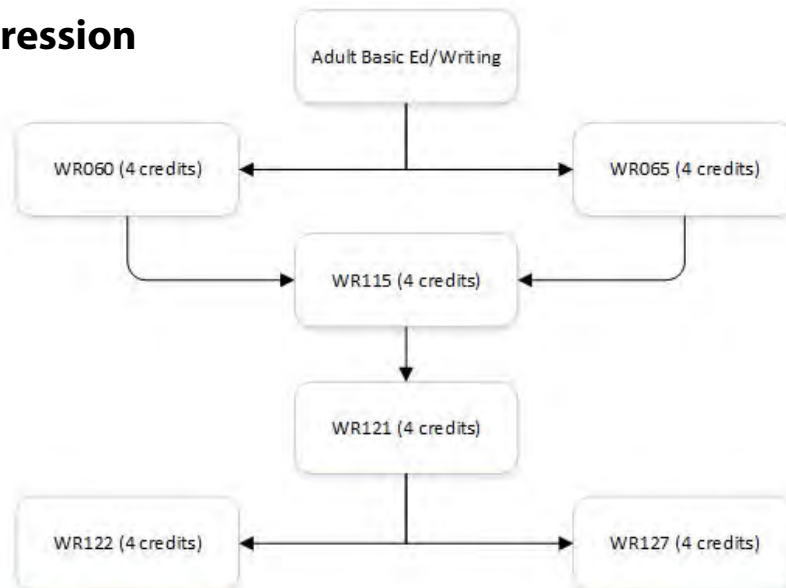 ression
Adult Basic Ed/Writing
WR060 (4 credits)
WR065 (4 credits)
WR115 (4 credits)
WR121 (4 credits)
WR122 (4 credits)
WR127 (4 credits)